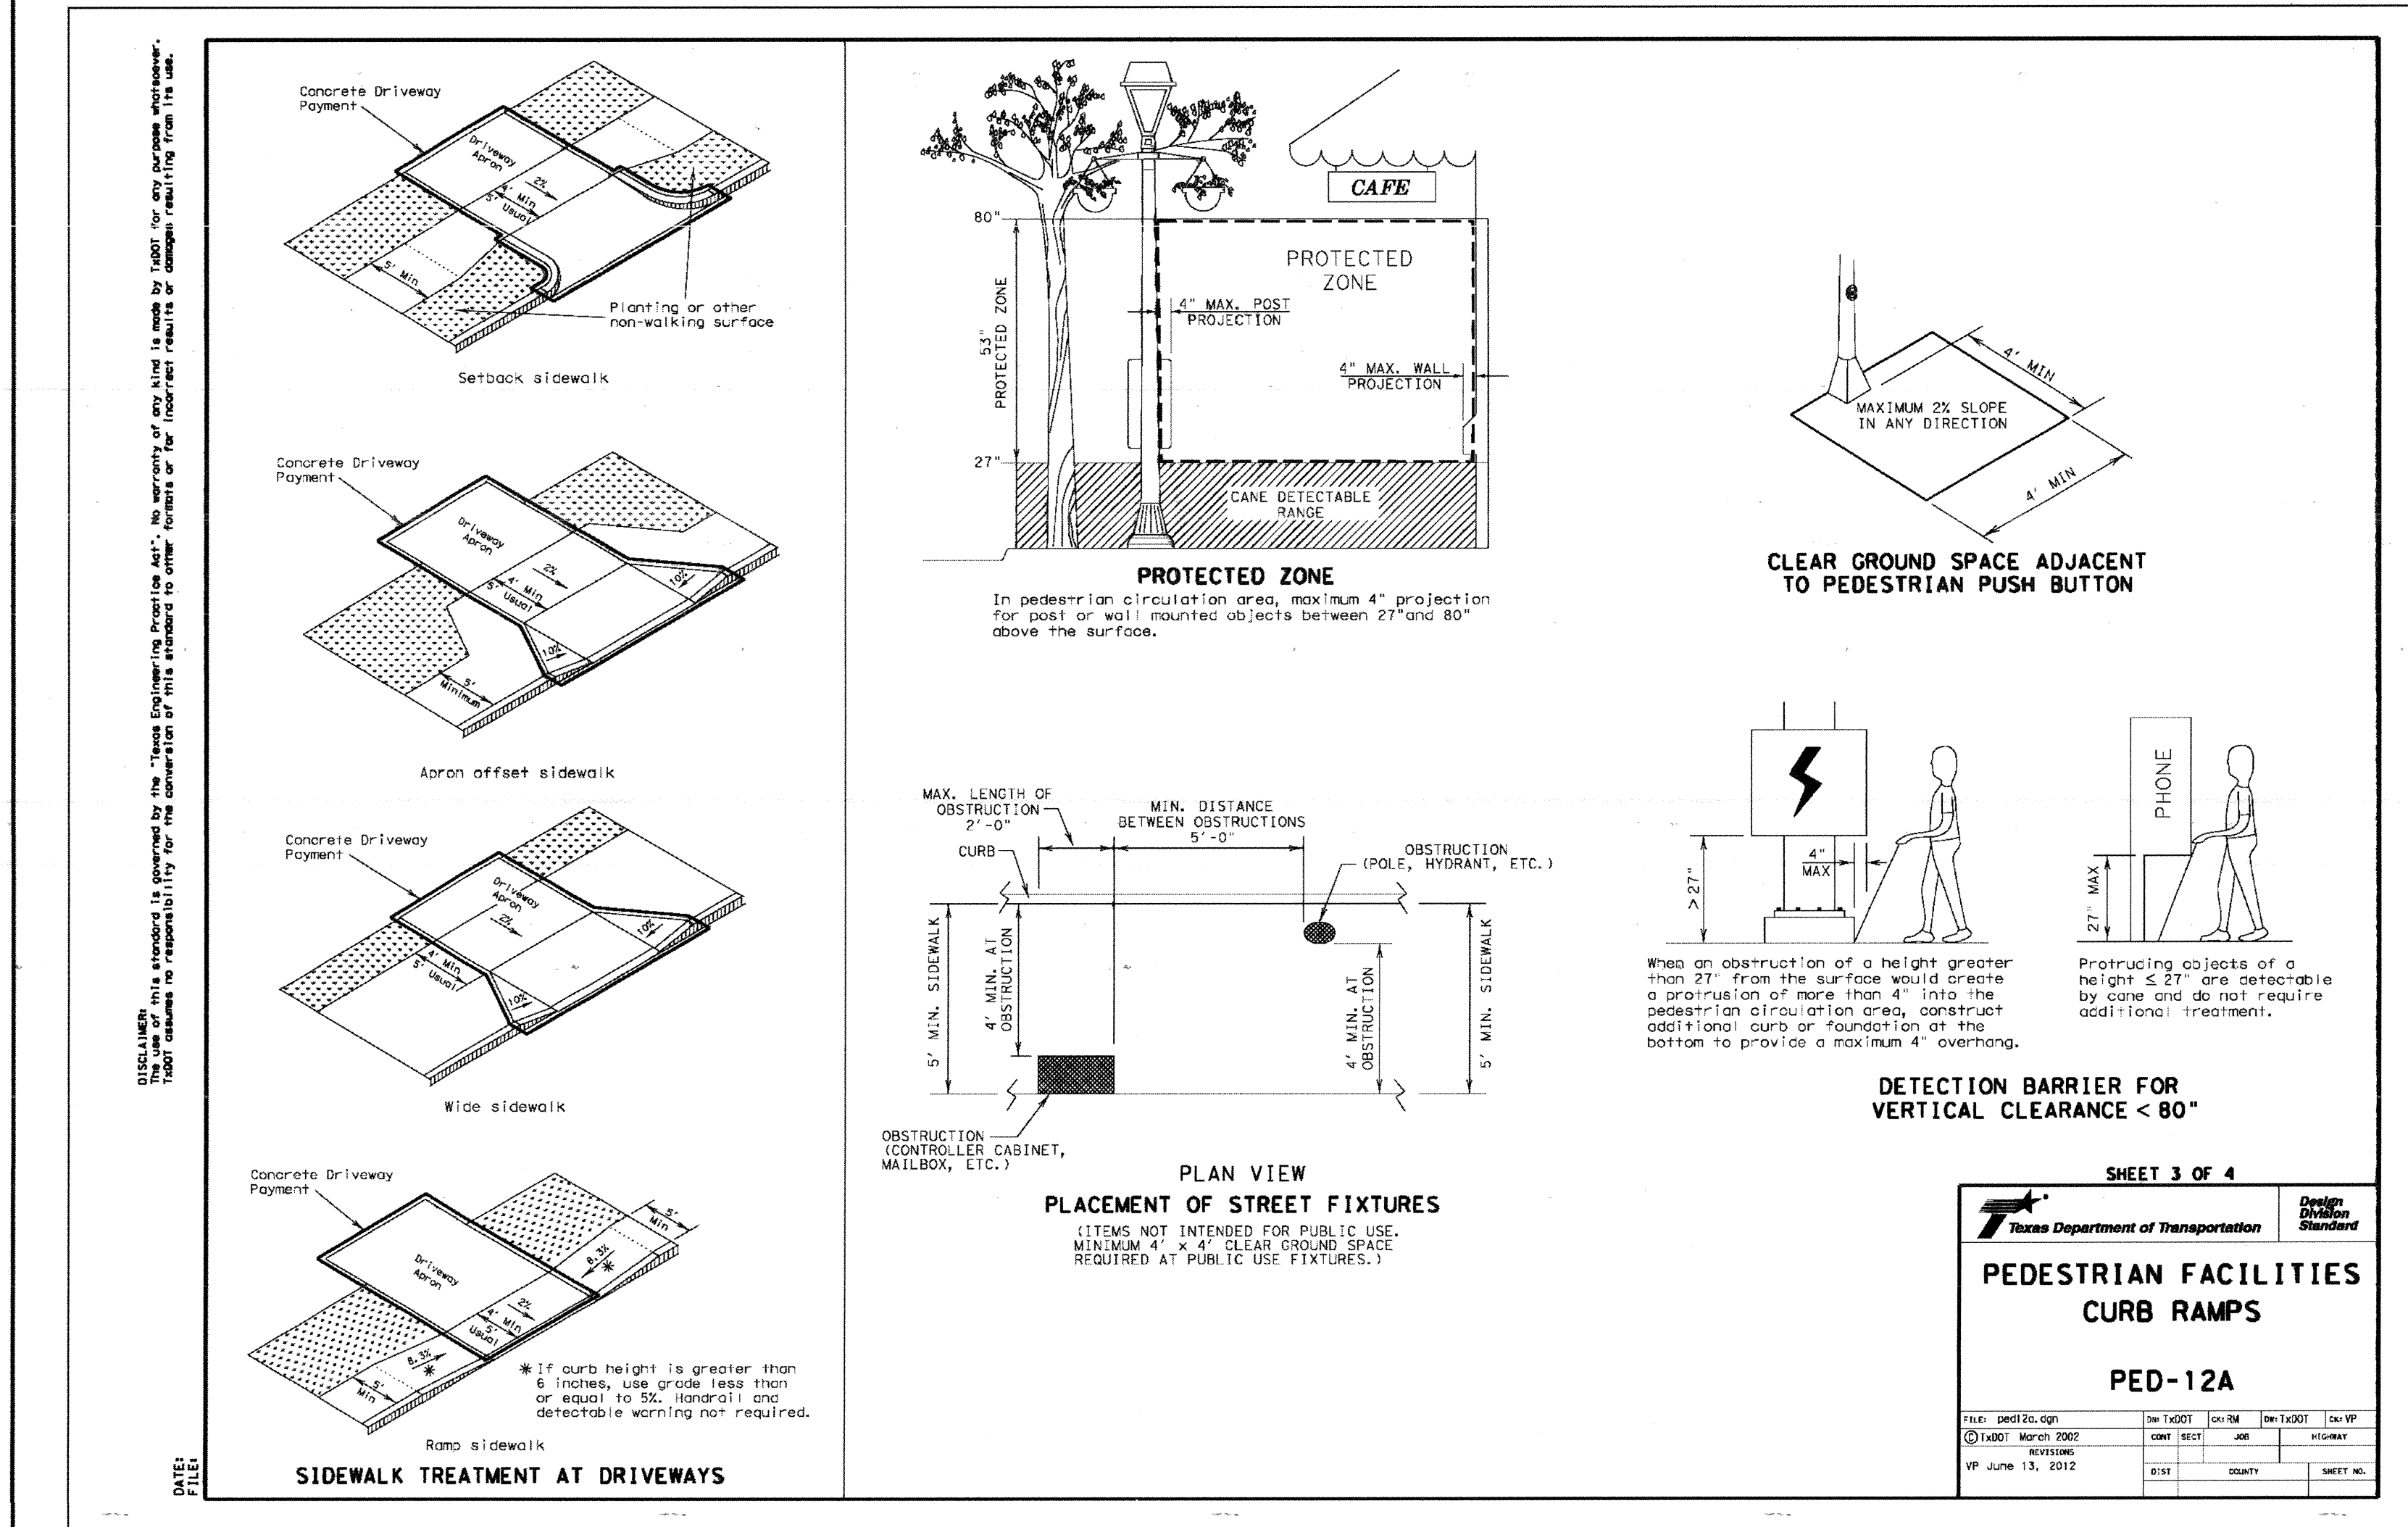 DISCLAIMER:
The use of this standard is governed by the "Texas Engineering Practice Act". No warranty of any kind is made by TxDOT for any purpose whatsoever.
TxDOT assumes no responsibility for the conversion of this standard to other formats or for incorrect results or damages resulting from its use.
DATE:
FILE:
Concrete Driveway
Payment
Driveway
Apron
2%
4' Min
5' Usual
5' Min
Planting or other
non-walking surface
Setback sidewalk
Concrete Driveway
Payment
Driveway
Apron
2%
4' Min
5' Usual
10%
10%
5'
Minimum
Apron offset sidewalk
Concrete Driveway
Payment
Driveway
Apron
2%
4' Min
5' Usual
10%
10%
Wide sidewalk
Concrete Driveway
Payment
Driveway
Apron
5'
Min
8.3%
*
2%
4' Min
5'
Usual
8.3%
*
5'
Min
* If curb height is greater than
6 inches, use grade less than
or equal to 5%. Handrail and
detectable warning not required.
Ramp sidewalk
SIDEWALK TREATMENT AT DRIVEWAYS
CAFE
80"
53"
PROTECTED ZONE
27"
PROTECTED
ZONE
4" MAX. POST
PROJECTION
4" MAX. WALL
PROJECTION
CANE DETECTABLE
RANGE
PROTECTED ZONE
In pedestrian circulation area, maximum 4" projection
for post or wall mounted objects between 27"and 80"
above the surface.
4' MIN
MAXIMUM 2% SLOPE
IN ANY DIRECTION
4' MIN
CLEAR GROUND SPACE ADJACENT
TO PEDESTRIAN PUSH BUTTON
MAX. LENGTH OF
OBSTRUCTION
2'-0"
MIN. DISTANCE
BETWEEN OBSTRUCTIONS
5'-0"
CURB
OBSTRUCTION
(POLE, HYDRANT, ETC.)
5' MIN. SIDEWALK
4' MIN. AT
OBSTRUCTION
4' MIN. AT
OBSTRUCTION
5' MIN. SIDEWALK
OBSTRUCTION
(CONTROLLER CABINET,
MAILBOX, ETC.)
PLAN VIEW
PLACEMENT OF STREET FIXTURES
(ITEMS NOT INTENDED FOR PUBLIC USE.
MINIMUM 4' x 4' CLEAR GROUND SPACE
REQUIRED AT PUBLIC USE FIXTURES.)
>27"
4"
MAX
When an obstruction of a height greater
than 27" from the surface would create
a protrusion of more than 4" into the
pedestrian circulation area, construct
additional curb or foundation at the
bottom to provide a maximum 4" overhang.
PHONE
27" MAX
Protruding objects of a
height ≤ 27" are detectable
by cane and do not require
additional treatment.
DETECTION BARRIER FOR
VERTICAL CLEARANCE < 80"
SHEET 3 OF 4
Texas Department of Transportation
Design
Division
Standard
PEDESTRIAN FACILITIES
CURB RAMPS
PED-12A
FILE: ped12a.dgn
DN: TxDOT
CK: RM
DW: TxDOT
CK: VP
© TxDOT March 2002
CONT
SECT
JOB
HIGHWAY
REVISIONS
VP June 13, 2012
DIST
COUNTY
SHEET NO.